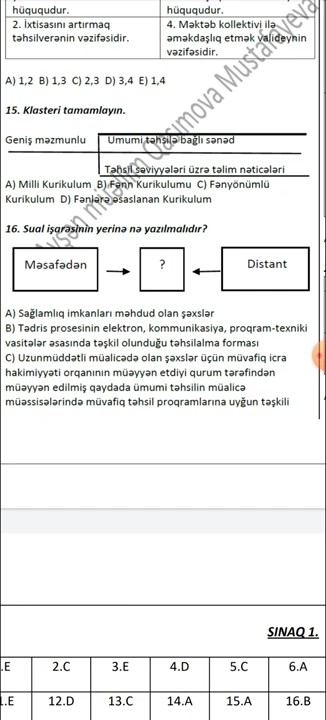 hüququdur.
hüququdur.
2. İxtisasını artırmaq
təhsilverənin vəzifəsidir.
4. Məktəb kollektivi ilə
əməkdaşlıq etmək valideynin
vəzifəsidir.
A) 1,2 B) 1,3 C) 2,3 D) 3,4 E) 1,4
15. Klasteri tamamlayın.
Geniş məzmunlu
Ümumi təhsilə bağlı sənəd
Təhsil səviyyələri üzrə təlim nəticələri
A) Milli Kurikulum B) Fənn Kurikulumu C) Fənyönümlü
Kurikulum D) Fənlərə əsaslanan Kurikulum
16. Sual işarəsinin yerinə nə yazılmalıdır?
Məsafədən
?
Distant
A) Sağlamlıq imkanları məhdud olan şəxslər
B) Tədris prosesinin elektron, kommunikasiya, proqram-texniki
vasitələr əsasında təşkil olunduğu təhsilalma forması
C) Uzunmüddətli müalicədə olan şəxslər üçün müvafiq icra
hakimiyyəti orqanının müəyyən etdiyi qurum tərəfindən
müəyyən edilmiş qaydada ümumi təhsilin müalicə
müəssisələrində müvafiq təhsil proqramlarına uyğun təşkili
SINAQ 1.
.E 2.C 3.E 4.D 5.C 6.A
1.E 12.D 13.C 14.A 15.A 16.B
Qasımova Mustafayeva